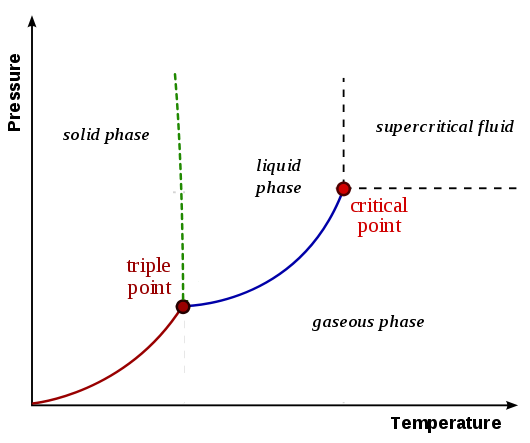 Pressure
solid phase
supercritical fluid
liquid
phase
critical
point
triple
point
gaseous phase
Temperature